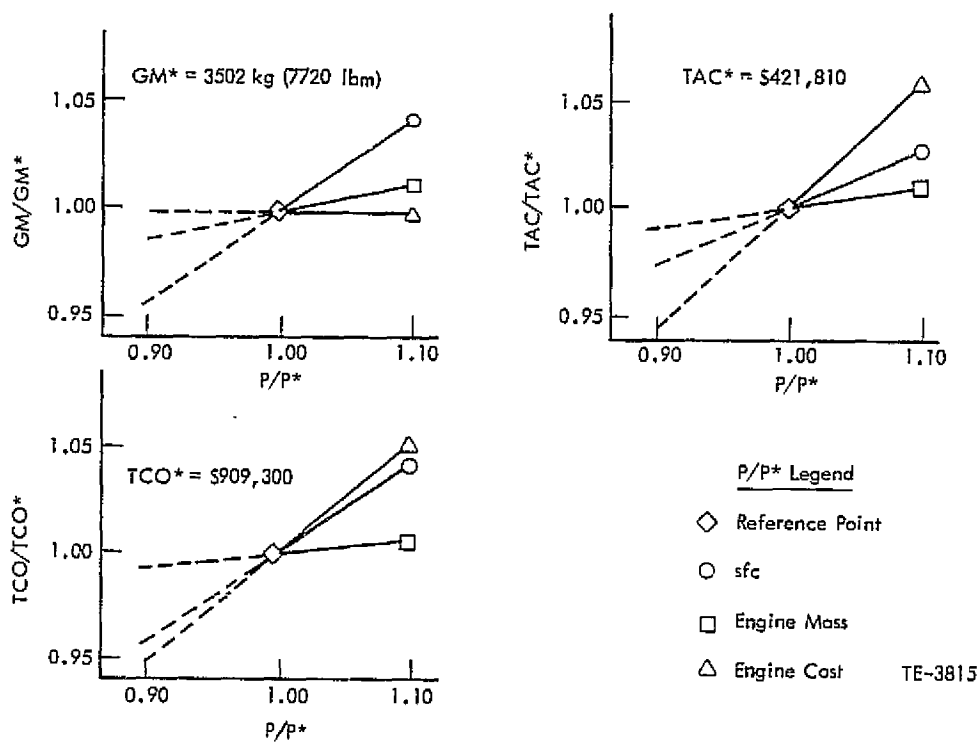 GM* = 3502 kg (7720 lbm)
1.05
1.00
0.95
GM/GM*
0.90
1.00
1.10
P/P*
TAC* = $421,810
1.05
1.00
0.95
TAC/TAC*
0.90
1.00
1.10
P/P*
TCO* = $909,300
1.05
1.00
0.95
TCO/TCO*
0.90
1.00
1.10
P/P*
P/P* Legend
Reference Point
sfc
Engine Mass
Engine Cost
TE-3815